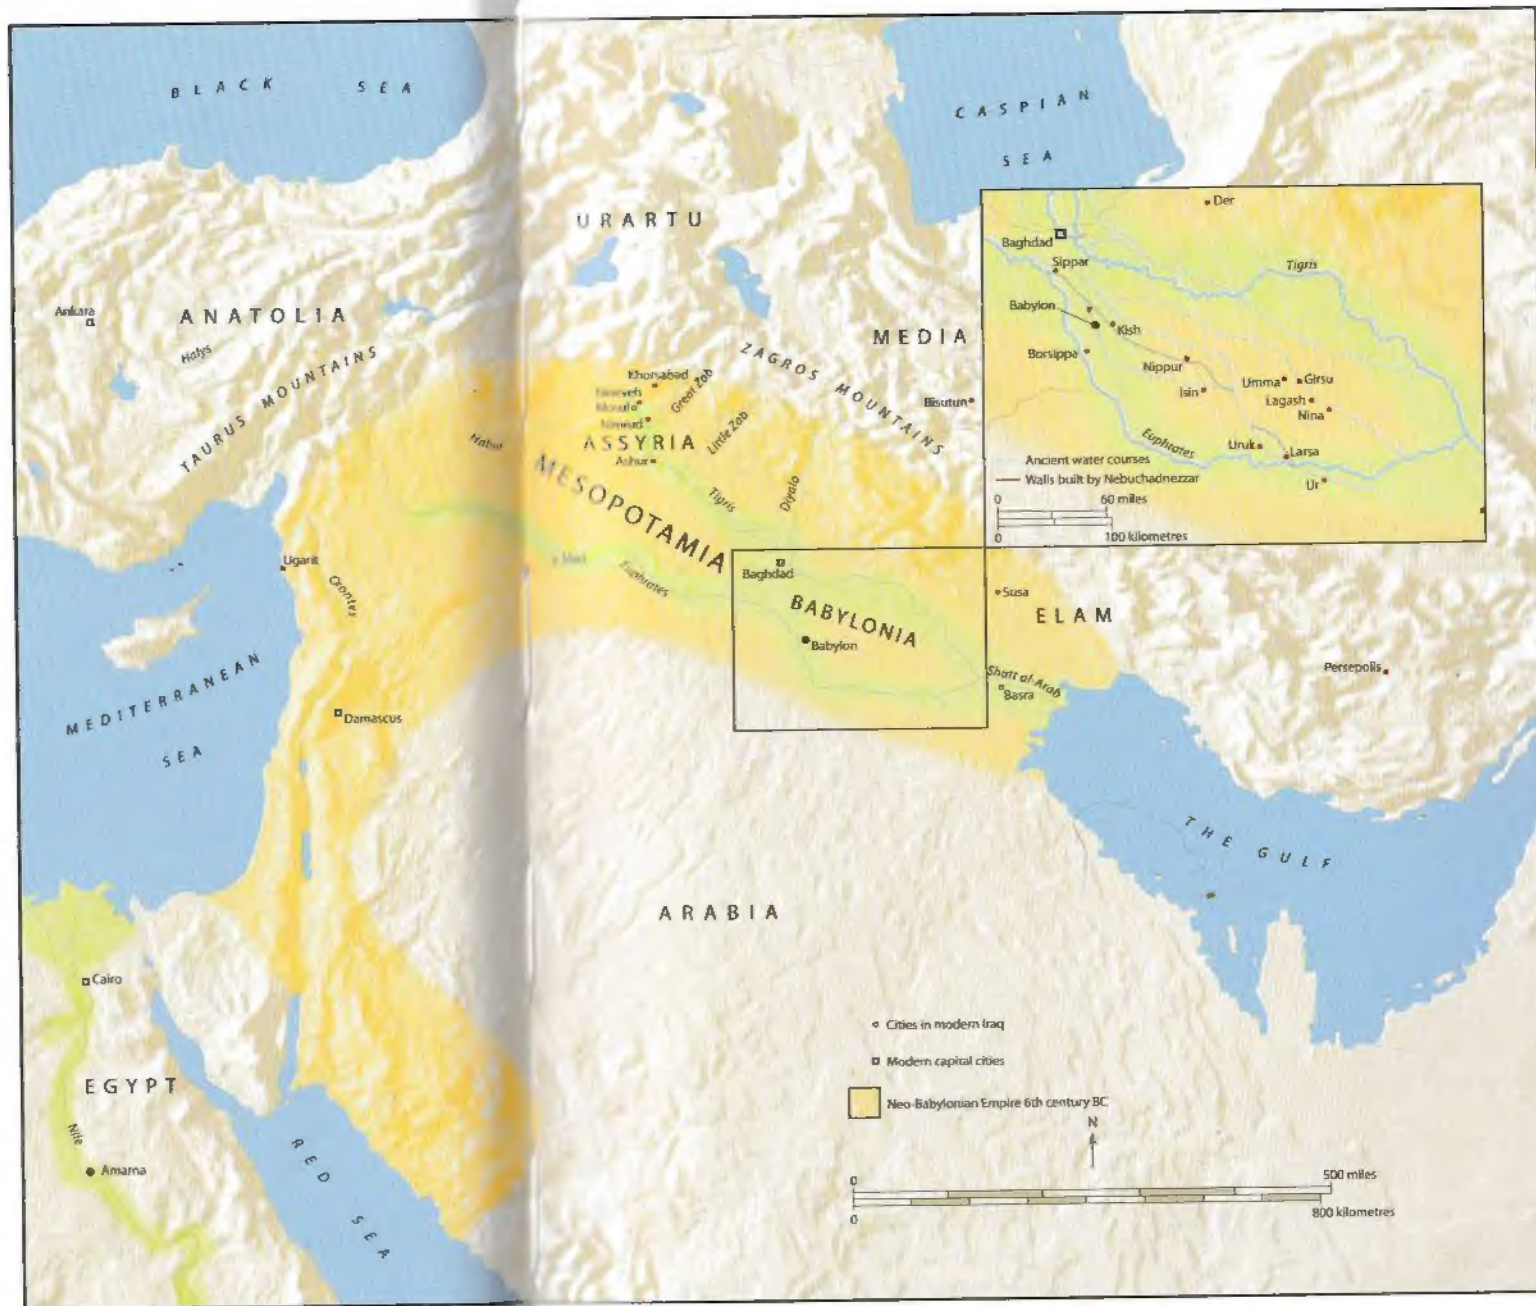 BLACK SEA
CASPIAN
SEA
URARTU
Ankara
ANATOLIA
Halys
TAURUS MOUNTAINS
MEDIA
ZAGROS MOUNTAINS
Bisutun
Khorsabad
Nineveh
Mosul
Nimrud
Great Zab
Little Zab
Habur
ASSYRIA
Ashur
MESOPOTAMIA
Tigris
Diyala
Mari
Euphrates
Ugarit
Orontes
Baghdad
BABYLONIA
Babylon
Susa
ELAM
Shatt al-Arab
Basra
Persepolis
MEDITERRANEAN
SEA
Damascus
THE GULF
ARABIA
Cairo
EGYPT
Nile
Amarna
RED SEA
Der
Baghdad
Sippar
Tigris
Babylon
Kish
Borsippa
Nippur
Isin
Umma
Girsu
Lagash
Nina
Euphrates
Uruk
Larsa
Ur
Ancient water courses
Walls built by Nebuchadnezzar
0 60 miles
0 100 kilometres
Cities in modern Iraq
Modern capital cities
Neo-Babylonian Empire 6th century BC
N
0 500 miles
0 800 kilometres